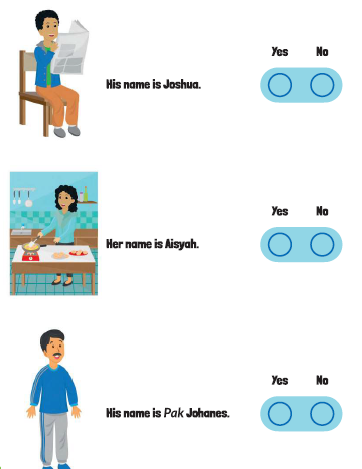 Yes No
His name is Joshua.
Yes No
Her name is Aisyah.
Yes No
His name is Pak Johanes.